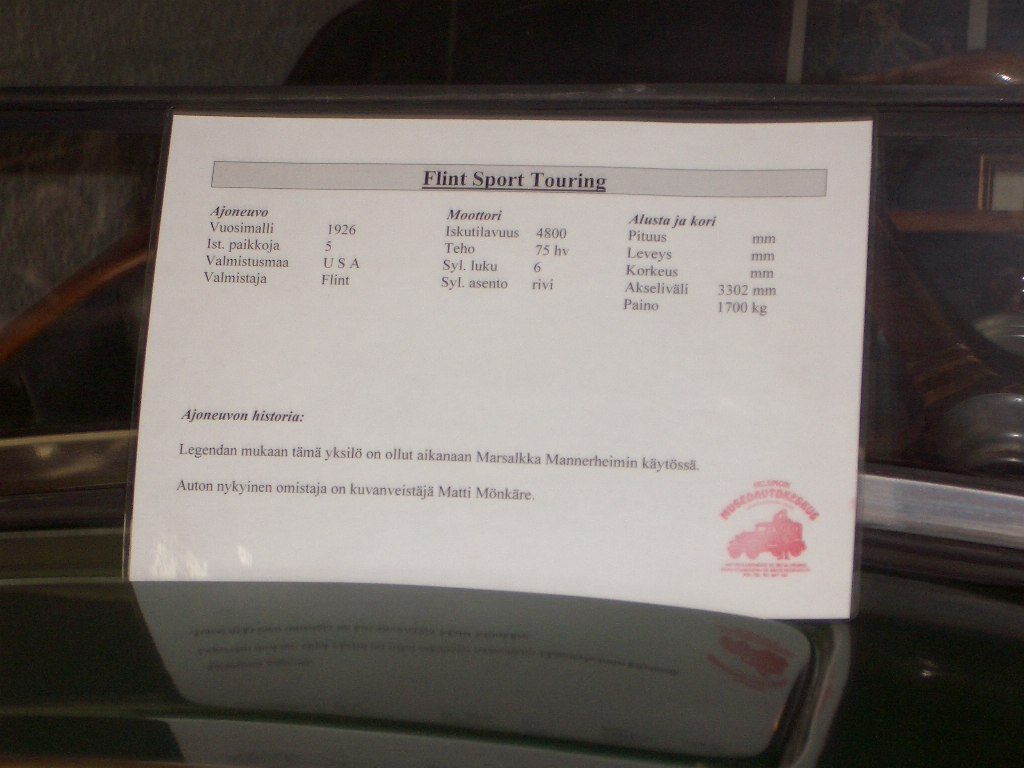 Flint Sport Touring
Ajoneuvo
Vuosimalli 1926
Ist. paikkoja 5
Valmistusmaa U S A
Valmistaja Flint
Moottori
Iskutilavuus 4800
Teho 75 hv
Syl. luku 6
Syl. asento rivi
Alusta ja kori
Pituus mm
Leveys mm
Korkeus mm
Akseliväli 3302 mm
Paino 1700 kg
Ajoneuvon historia:
Legendan mukaan tämä yksilö on ollut aikanaan Marsalkka Mannerheimin käytössä.
Auton nykyinen omistaja on kuvanveistäjä Matti Mönkäre.
MUSEOAUTOKESKUS